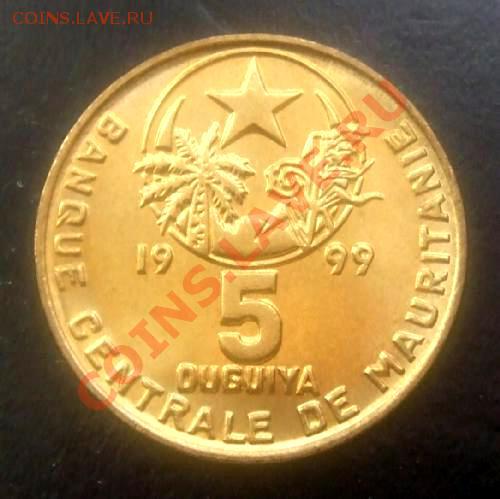 COINS.LAVE.RU
19 99
5
OUGUIYA
BANQUE CENTRALE DE MAURITANIE
COINS.LAVE.RU